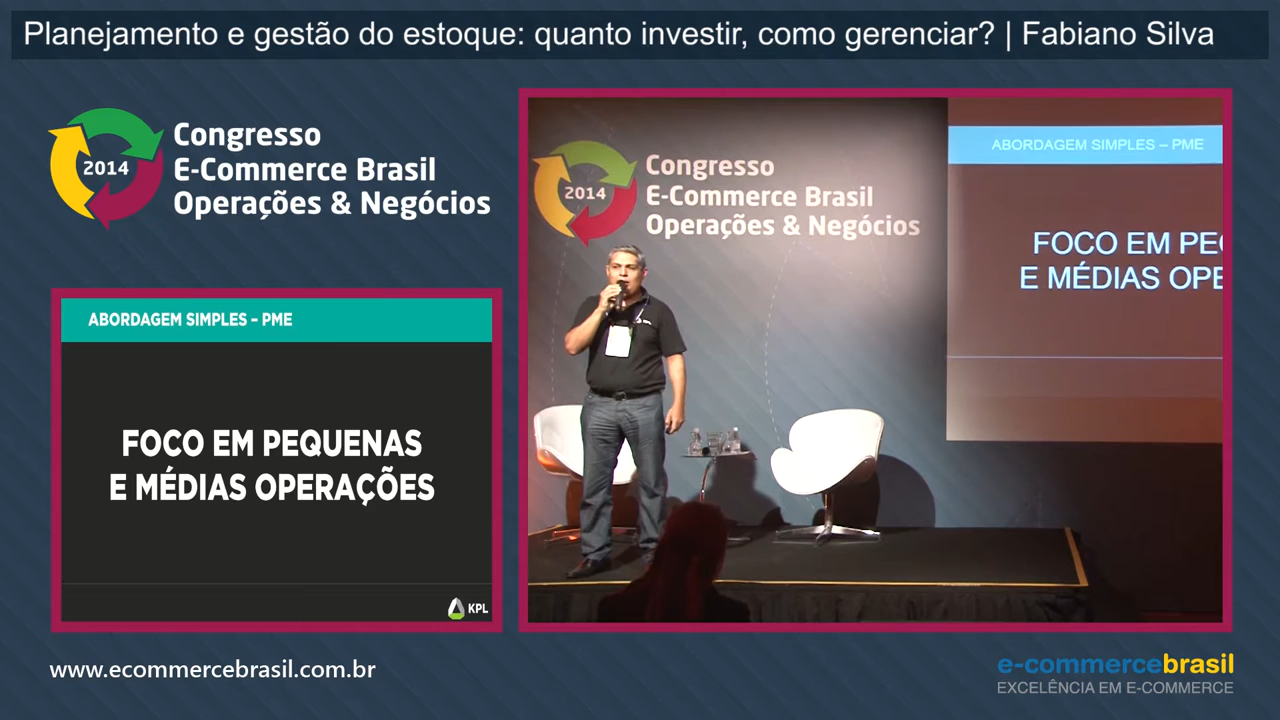 Planejamento e gestão do estoque: quanto investir, como gerenciar? | Fabiano Silva
2014
Congresso
E-Commerce Brasil
Operações & Negócios
ABORDAGEM SIMPLES – PME
FOCO EM PEQUENAS
E MÉDIAS OPERAÇÕES
KPL
2014
Congresso
E-Commerce Brasil
Operações & Negócios
ABORDAGEM SIMPLES – PME
FOCO EM PE
E MÉDIAS OPE
www.ecommercebrasil.com.br
e-commercebrasil
EXCELÊNCIA EM E-COMMERCE